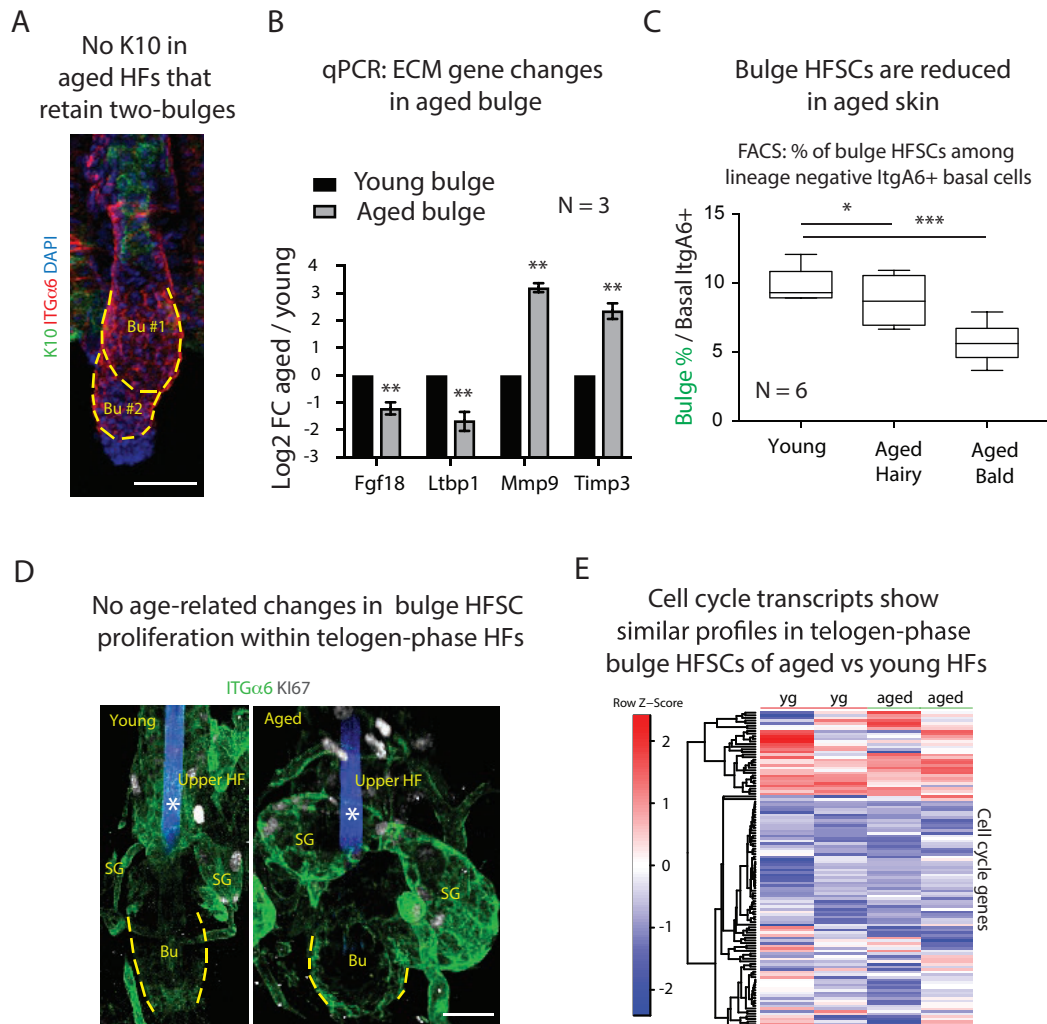 A
No K10 in
aged HFs that
retain two-bulges
K10 ITGα6 DAPI
Bu #1
Bu #2
B
qPCR: ECM gene changes
in aged bulge
Young bulge
Aged bulge
N = 3
Log2 FC aged / young
4
3
2
1
0
-1
-2
-3
**
**
**
**
Fgf18
Ltbp1
Mmp9
Timp3
C
Bulge HFSCs are reduced
in aged skin
FACS: % of bulge HFSCs among
lineage negative ItgA6+ basal cells
Bulge % / Basal ItgA6+
15
10
5
0
*
***
N = 6
Young
Aged
Hairy
Aged
Bald
D
No age-related changes in bulge HFSC
proliferation within telogen-phase HFs
ITGα6 KI67
Young
Upper HF
*
SG
SG
Bu
Aged
Upper HF
*
SG
SG
Bu
E
Cell cycle transcripts show
similar profiles in telogen-phase
bulge HFSCs of aged vs young HFs
Row Z−Score
2
1
0
-1
-2
yg
yg
aged
aged
Cell cycle genes